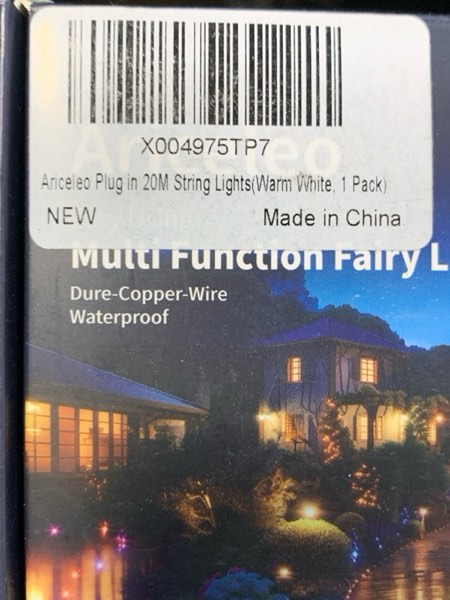 X004975TP7
Ariceleo Plug in 20M String Lights(Warm White, 1 Pack)
NEW
Made in China
Ariceleo
Multi Function Fairy L
Dure-Copper-Wire
Waterproof